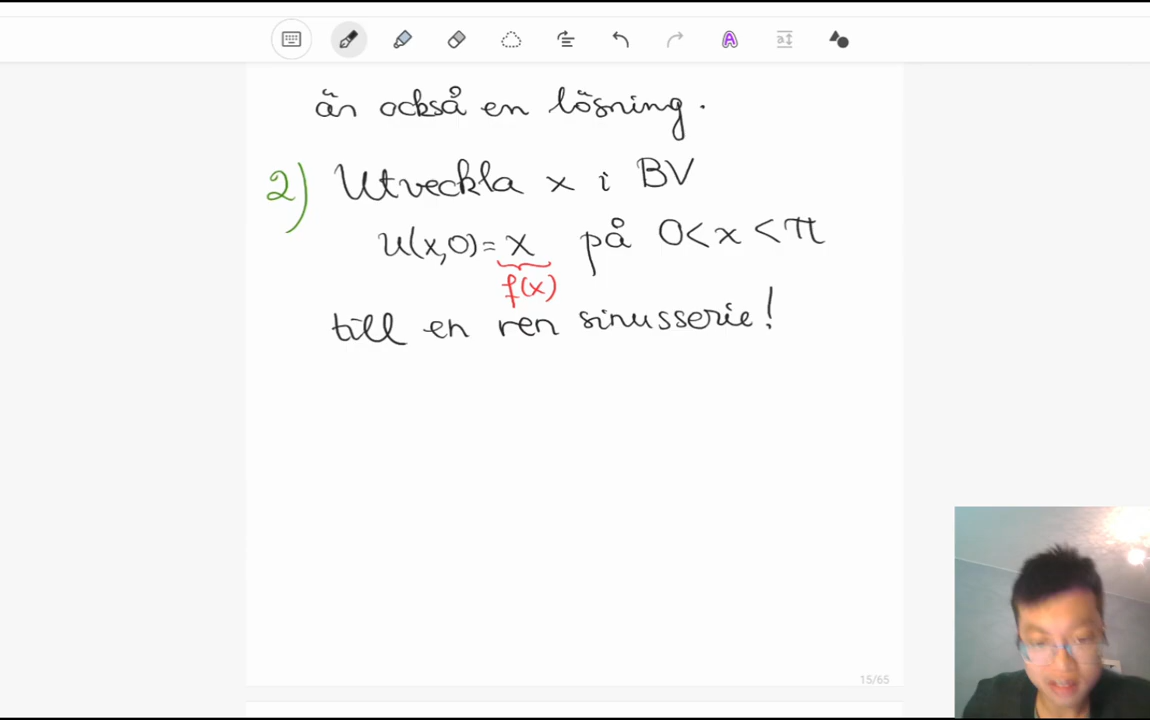 är också en lösning.
2) Utveckla x i BV
u(x,0)=x på 0<x<π
f(x)
till en ren sinusserie!
15/65